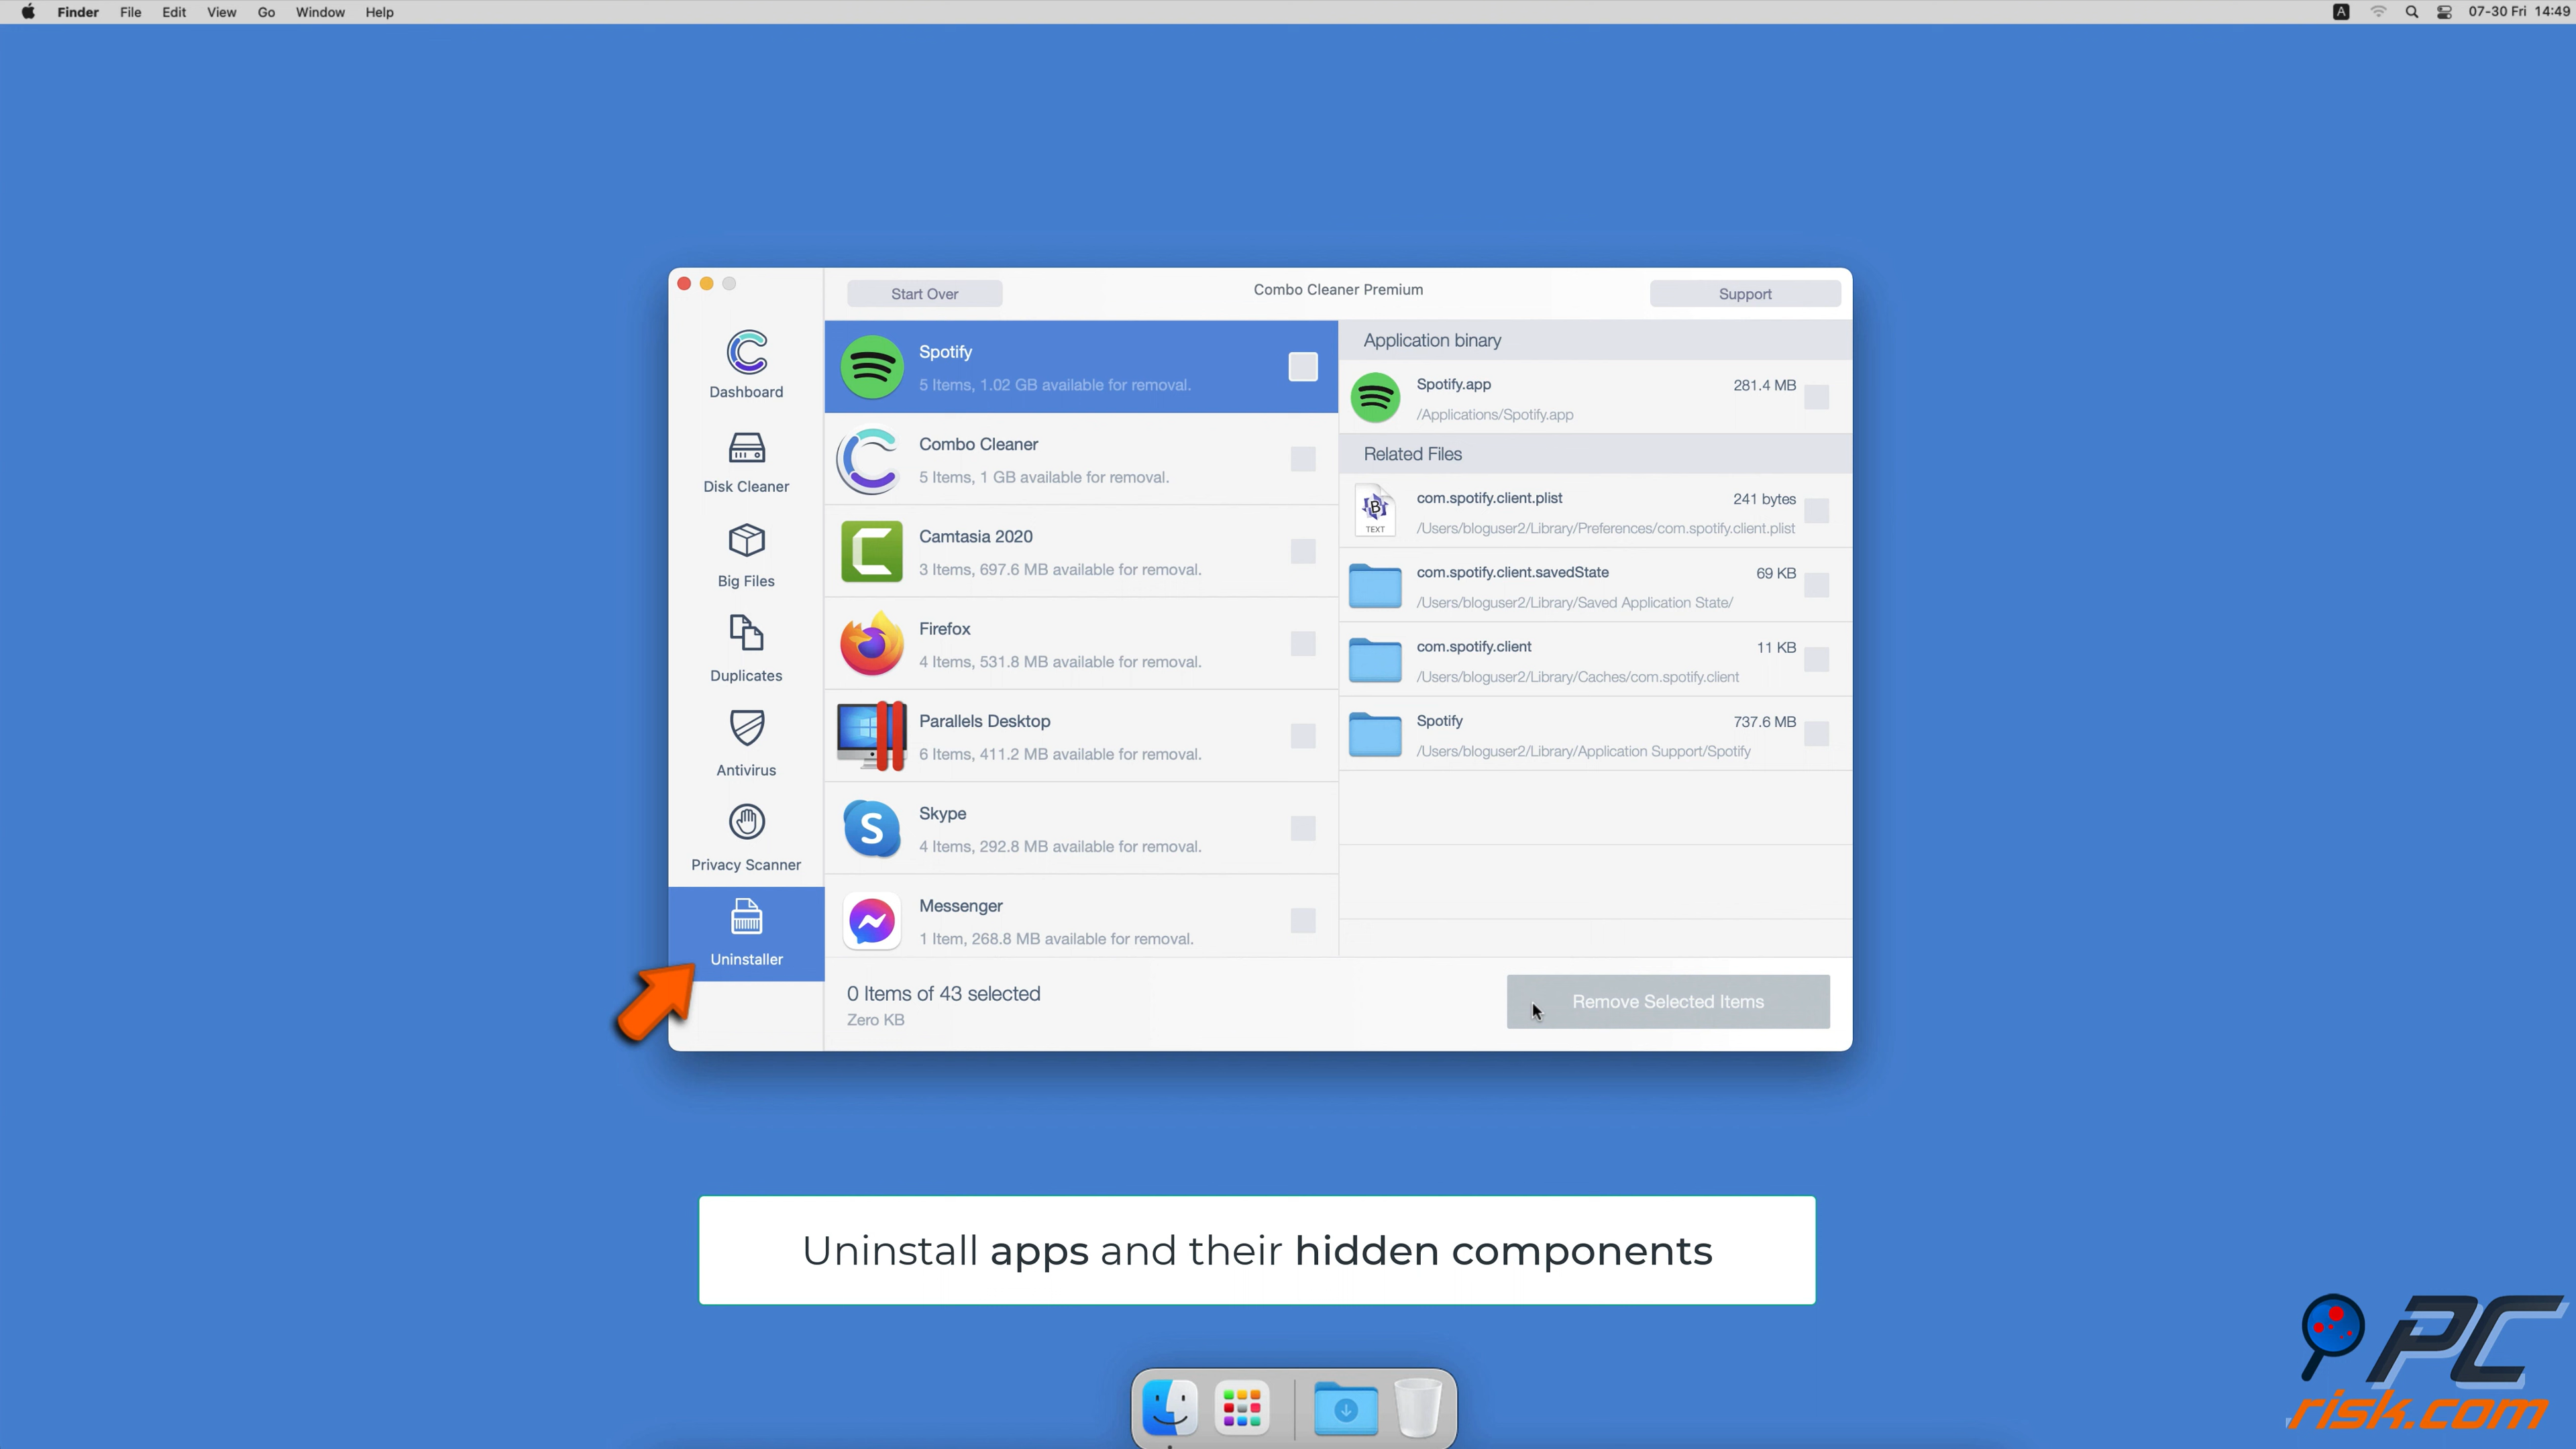 Finder File Edit View Go Window Help
A 07-30 Fri 14:49
Start Over
Combo Cleaner Premium
Support
Dashboard
Disk Cleaner
Big Files
Duplicates
Antivirus
Privacy Scanner
Uninstaller
Spotify
5 Items, 1.02 GB available for removal.
Combo Cleaner
5 Items, 1 GB available for removal.
Camtasia 2020
3 Items, 697.6 MB available for removal.
Firefox
4 Items, 531.8 MB available for removal.
Parallels Desktop
6 Items, 411.2 MB available for removal.
Skype
4 Items, 292.8 MB available for removal.
Messenger
1 Item, 268.8 MB available for removal.
Application binary
Spotify.app 281.4 MB
/Applications/Spotify.app
Related Files
com.spotify.client.plist 241 bytes
TEXT /Users/bloguser2/Library/Preferences/com.spotify.client.plist
com.spotify.client.savedState 69 KB
/Users/bloguser2/Library/Saved Application State/
com.spotify.client 11 KB
/Users/bloguser2/Library/Caches/com.spotify.client
Spotify 737.6 MB
/Users/bloguser2/Library/Application Support/Spotify
0 Items of 43 selected
Zero KB
Remove Selected Items
Uninstall apps and their hidden components
PC
risk.com